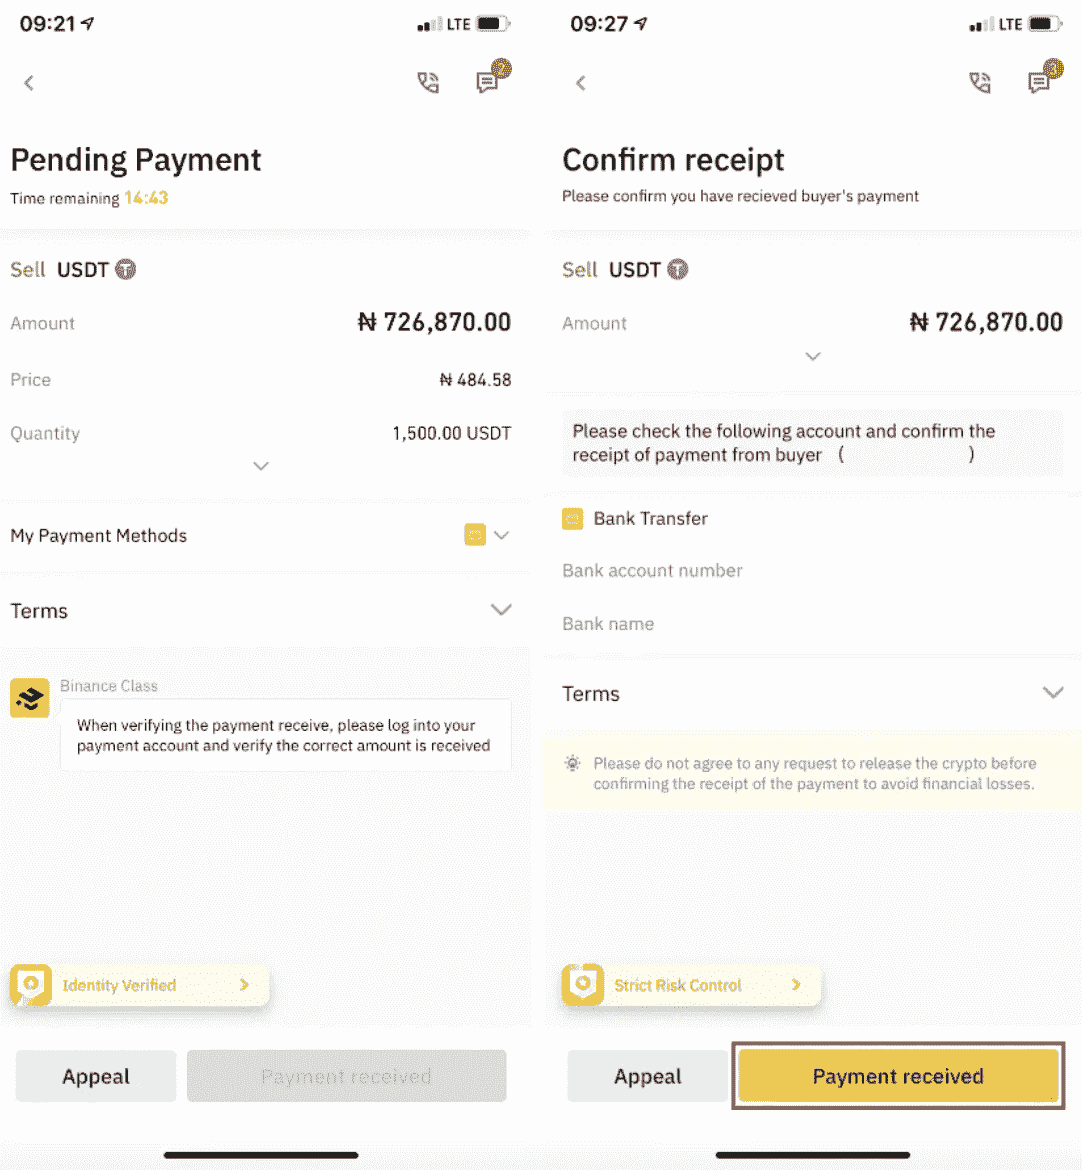 09:21
LTE
2
Pending Payment
Time remaining 14:43
Sell USDT
Amount ₦ 726,870.00
Price ₦ 484.58
Quantity 1,500.00 USDT
My Payment Methods
Terms
Binance Class
When verifying the payment receive, please log into your
payment account and verify the correct amount is received
Identity Verified
Appeal
Payment received
09:27
LTE
3
Confirm receipt
Please confirm you have recieved buyer's payment
Sell USDT
Amount ₦ 726,870.00
Please check the following account and confirm the
receipt of payment from buyer ( )
Bank Transfer
Bank account number
Bank name
Terms
Please do not agree to any request to release the crypto before
confirming the receipt of the payment to avoid financial losses.
Strict Risk Control
Appeal
Payment received